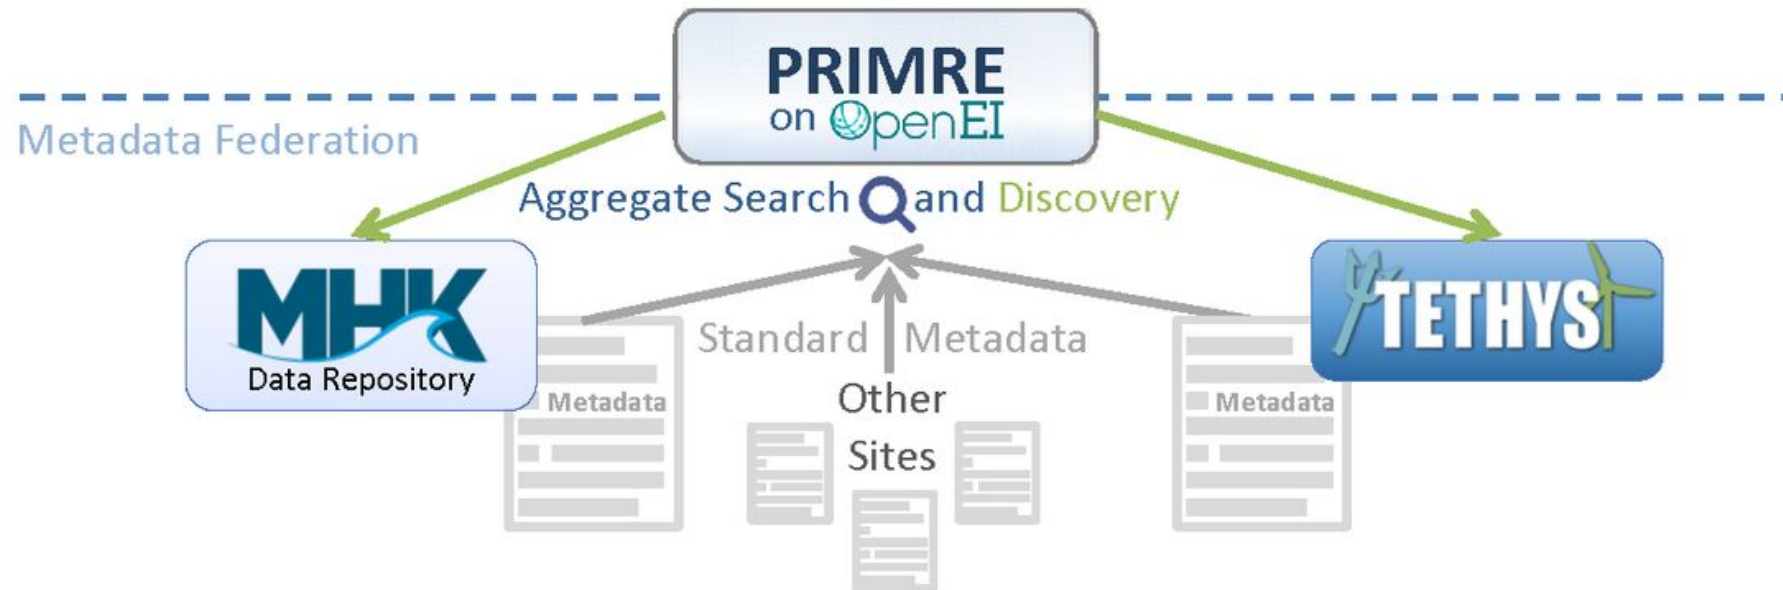 PRIMRE
on OpenEI
Metadata Federation
Aggregate Search and Discovery
MHK
Data Repository
TETHYS
Standard Metadata
Metadata
Metadata
Other
Sites